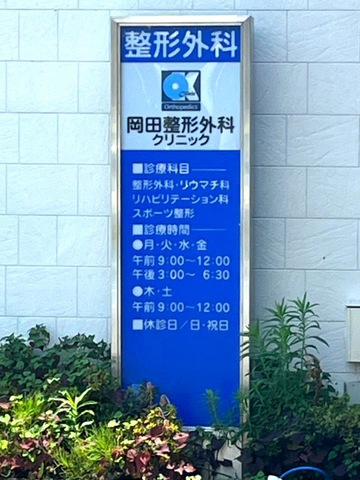 整形外科
OK
Clinic
Orthopedics
岡田整形外科
クリニック
■診療科目
整形外科・リウマチ科
リハビリテーション科
スポーツ整形
■診療時間
●月・火・水・金
午前9:00〜12:00
午後3:00〜 6:30
●木・土
午前9:00〜12:00
■休診日/日・祝日